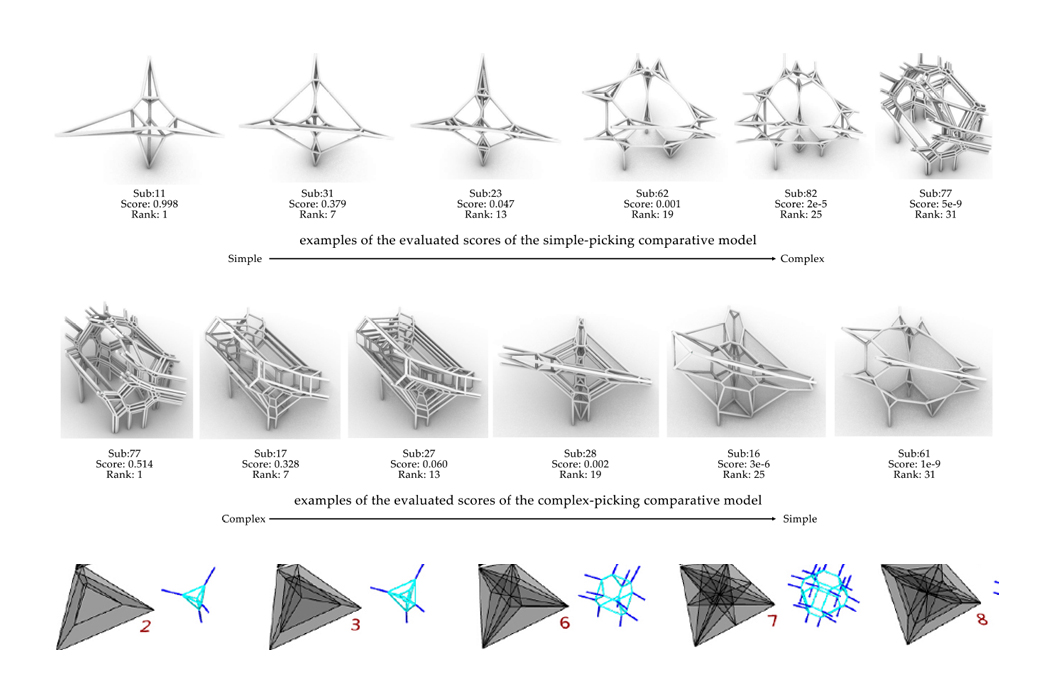 Sub:11 Sub:31 Sub:23 Sub:62 Sub:82 Sub:77
Score: 0.998 Score: 0.379 Score: 0.047 Score: 0.001 Score: 2e-5 Score: 5e-9
Rank: 1 Rank: 7 Rank: 13 Rank: 19 Rank: 25 Rank: 31
examples of the evaluated scores of the simple-picking comparative model
Simple Complex
Sub:77 Sub:17 Sub:27 Sub:28 Sub:16 Sub:61
Score: 0.514 Score: 0.328 Score: 0.060 Score: 0.002 Score: 3e-6 Score: 1e-9
Rank: 1 Rank: 7 Rank: 13 Rank: 19 Rank: 25 Rank: 31
examples of the evaluated scores of the complex-picking comparative model
Complex Simple
2 3 6 7 8